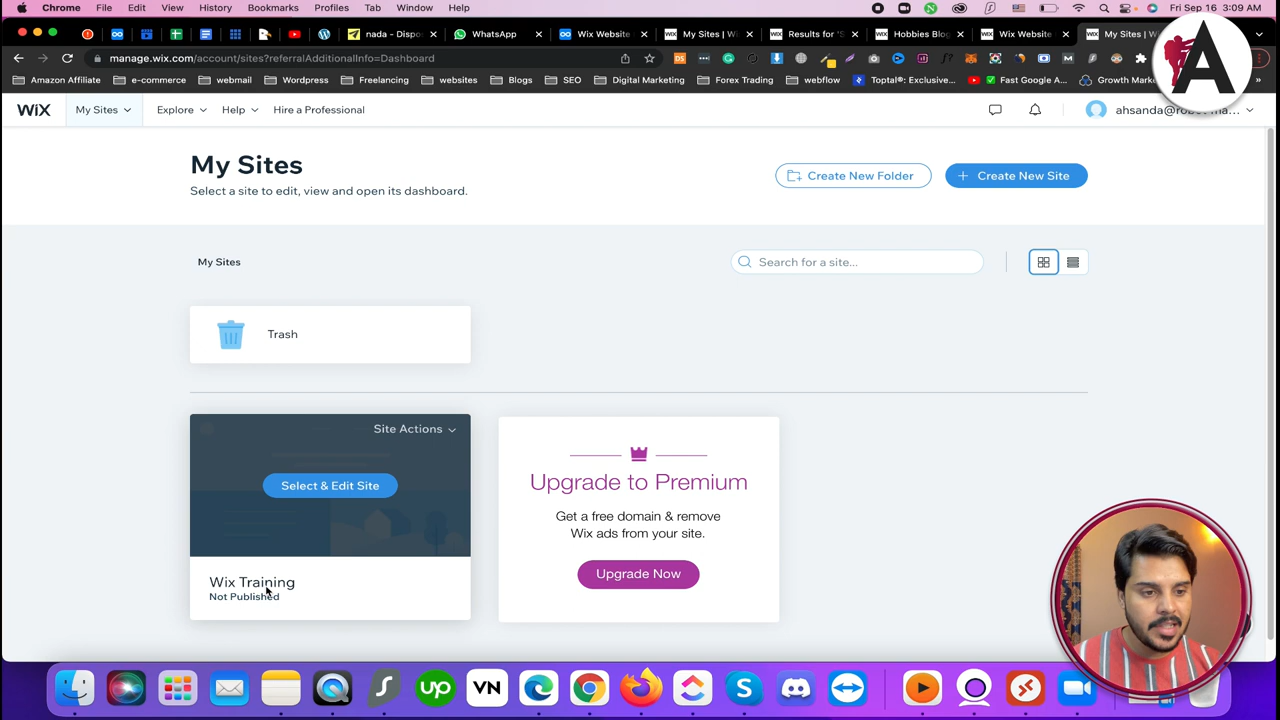 Chrome File Edit View History Bookmarks Profiles Tab Window Help Fri Sep 16 3:09 AM
nada – Dispo WhatsApp Wix Website My Sites | W Results for 'S Hobbies Blog Wix Website My Sites | W
manage.wix.com/account/sites?referralAdditionalInfo=Dashboard
Amazon Affiliate e-commerce webmail Freelancing websites Blogs SEO Digital Marketing Forex Trading webflow Toptal®: Exclusive... Fast Google A... Growth Mark
A
WiX My Sites Explore Help Hire a Professional
My Sites
Select a site to edit, view and open its dashboard.
Create New Folder
+ Create New Site
My Sites
Search for a site...
Trash
Site Actions
Select & Edit Site
Wix Training
Not Published
Upgrade to Premium
Get a free domain & remove
Wix ads from your site.
Upgrade Now
up VN